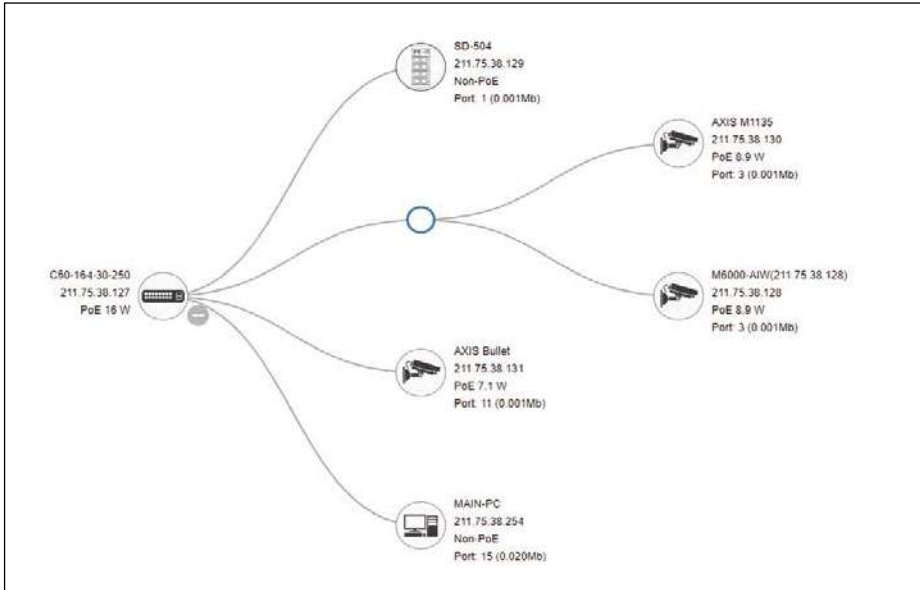 SD-504
211.75.38.129
Non-PoE
Port: 1 (0.001Mb)
AXIS M1135
211.75.38.130
PoE 8.9 W
Port: 3 (0.001Mb)
C60-164-30-250
211.75.38.127
PoE 16 W
M6000-AIW(211.75.38.128)
211.75.38.128
PoE 8.9 W
Port: 3 (0.001Mb)
AXIS Bullet
211.75.38.131
PoE 7.1 W
Port: 11 (0.001Mb)
MAIN-PC
211.75.38.254
Non-PoE
Port: 15 (0.020Mb)